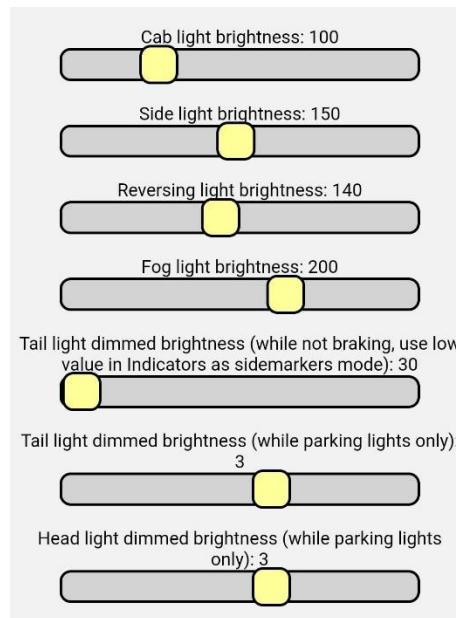 Cab light brightness: 100
Side light brightness: 150
Reversing light brightness: 140
Fog light brightness: 200
Tail light dimmed brightness (while not braking, use low
value in Indicators as sidemarkers mode): 30
Tail light dimmed brightness (while parking lights only):
3
Head light dimmed brightness (while parking lights
only): 3